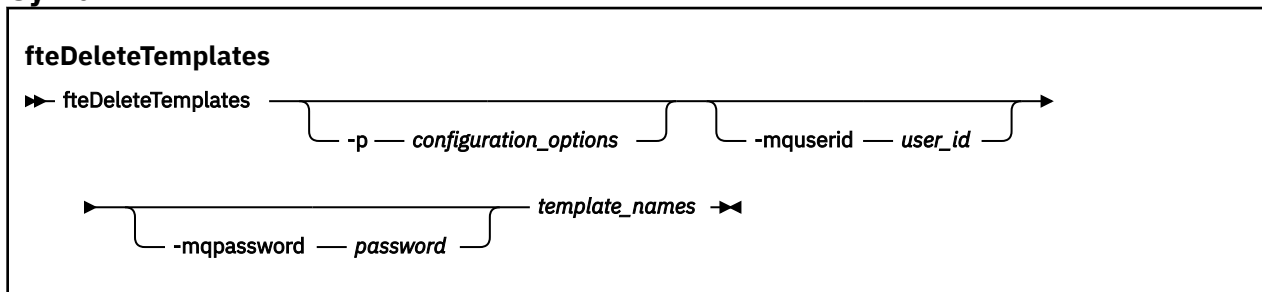 fteDeleteTemplates
fteDeleteTemplates
-p configuration_options -mquserid user_id
template_names
-mqpassword password